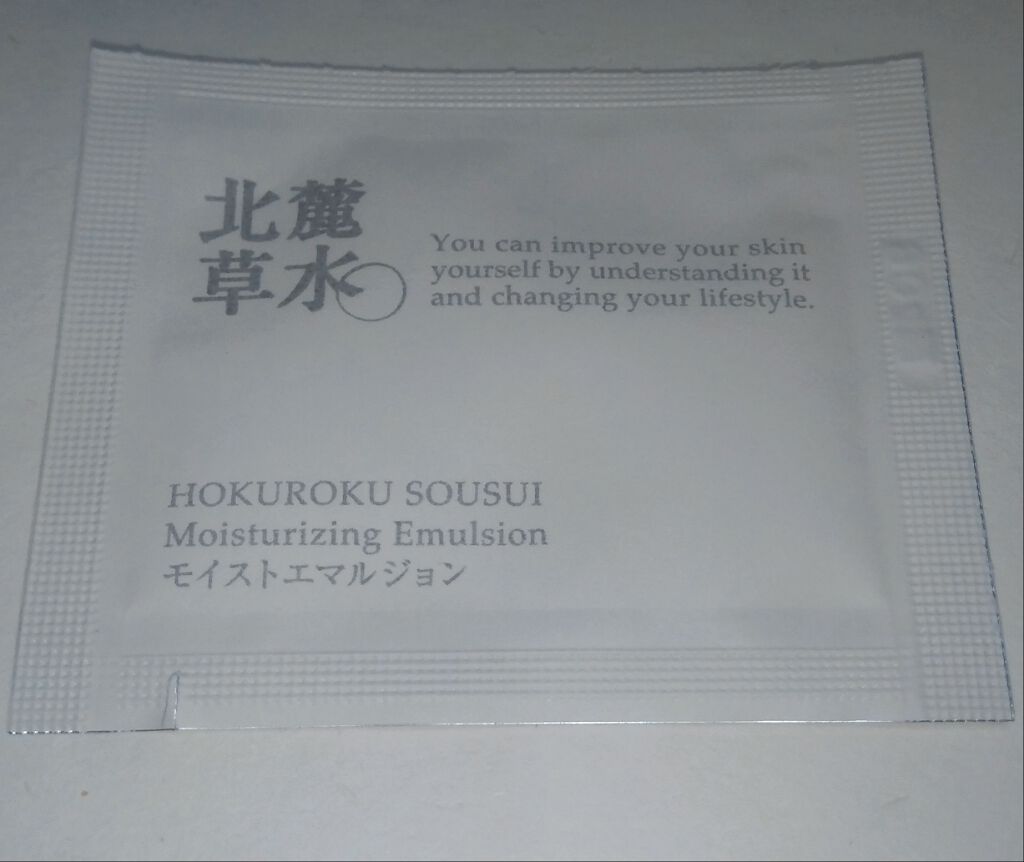 北麓
草水
You can improve your skin
yourself by understanding it
and changing your lifestyle.
HOKUROKU SOUSUI
Moisturizing Emulsion
モイストエマルジョン